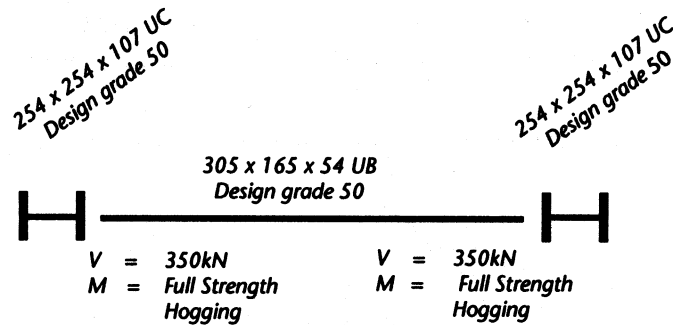 254 x 254 x 107 UC
Design grade 50
254 x 254 x 107 UC
Design grade 50
305 x 165 x 54 UB
Design grade 50
V = 350kN
M = Full Strength
Hogging
V = 350kN
M = Full Strength
Hogging